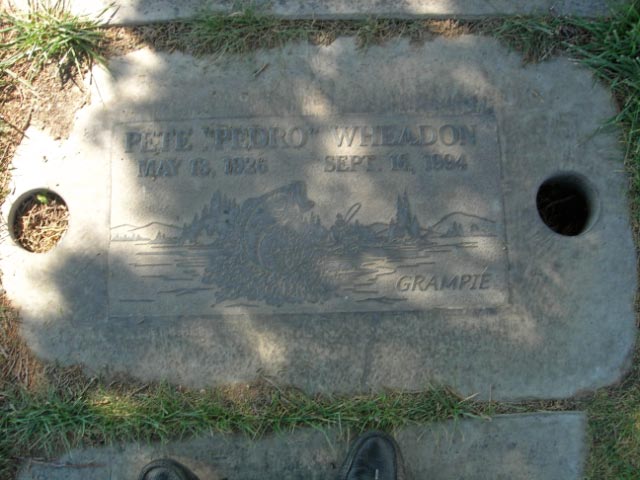 PETE "PEDRO" WHEADON
MAY 13, 1926 SEPT. 16, 1994
GRAMPIE